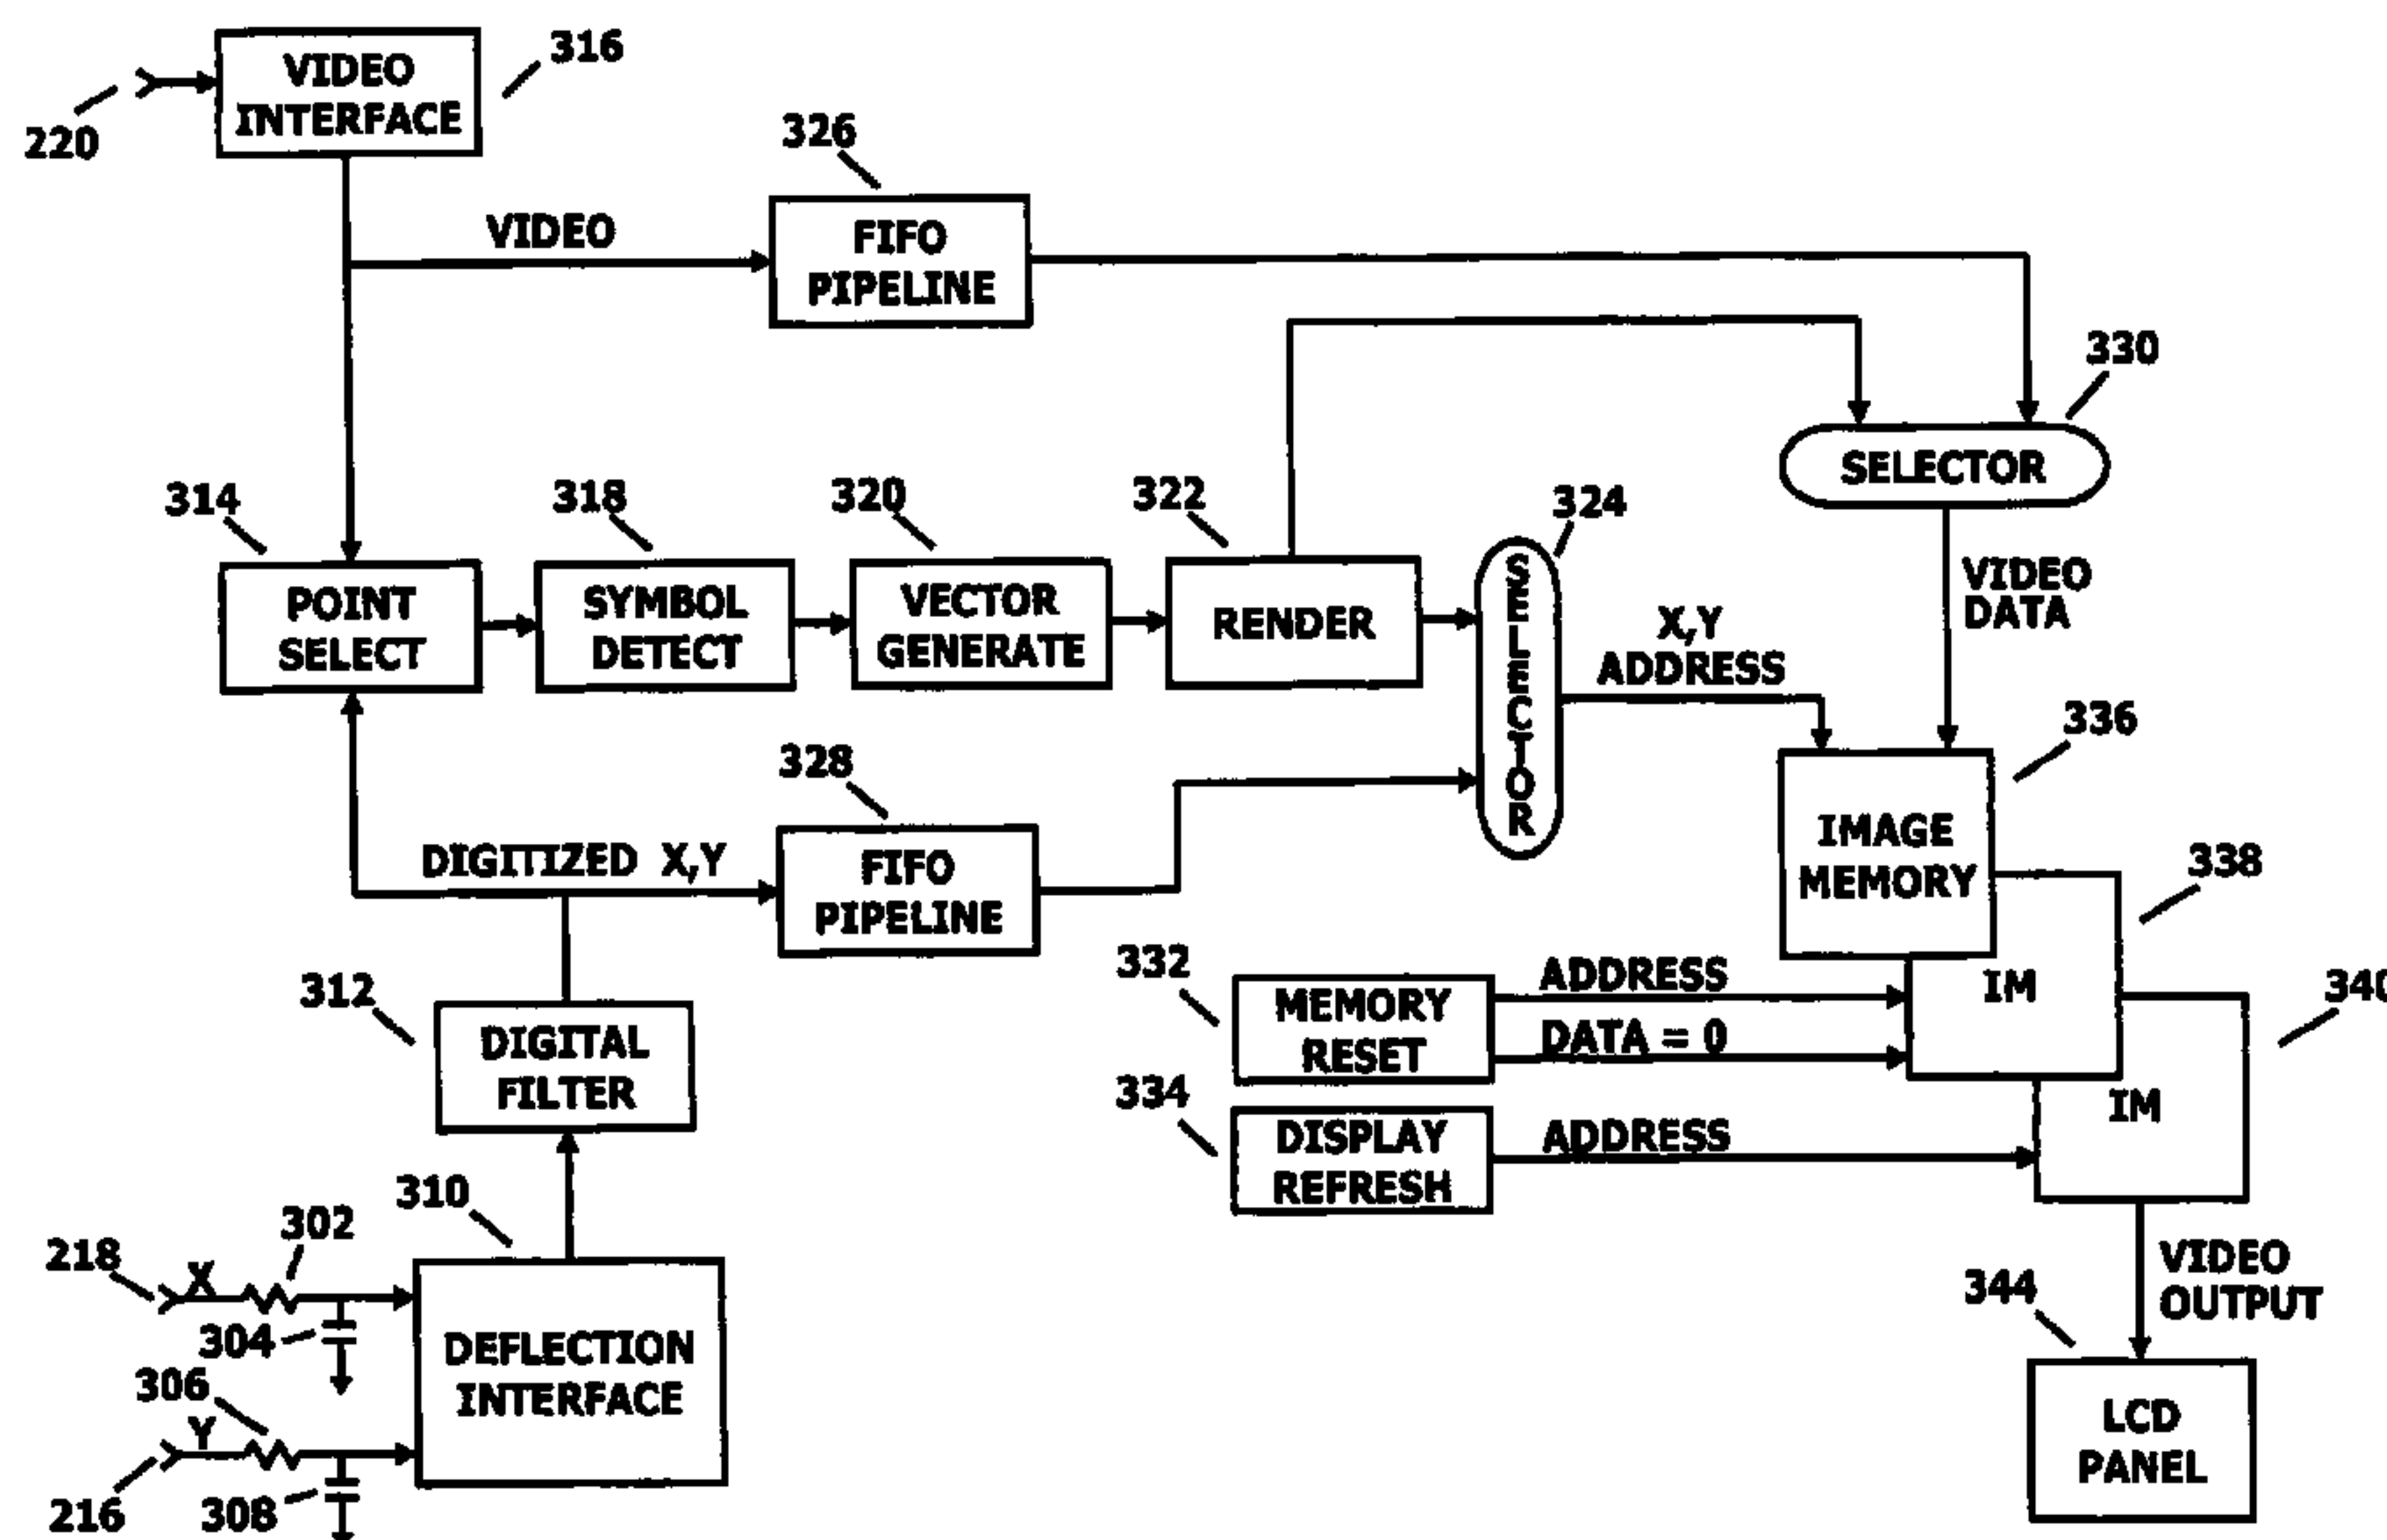 VIDEO
INTERFACE
316
220
326
VIDEO
FIFO
PIPELINE
330
SELECTOR
314
318
320
322
324
POINT
SELECT
SYMBOL
DETECT
VECTOR
GENERATE
RENDER
SELECTOR
X,Y
ADDRESS
VIDEO
DATA
336
328
DIGITIZED X,Y
FIFO
PIPELINE
IMAGE
MEMORY
338
312
DIGITAL
FILTER
332
MEMORY
RESET
ADDRESS
DATA = 0
IM
340
334
DISPLAY
REFRESH
ADDRESS
IM
310
302
218
X
304
306
Y
216
308
DEFLECTION
INTERFACE
VIDEO
OUTPUT
344
LCD
PANEL